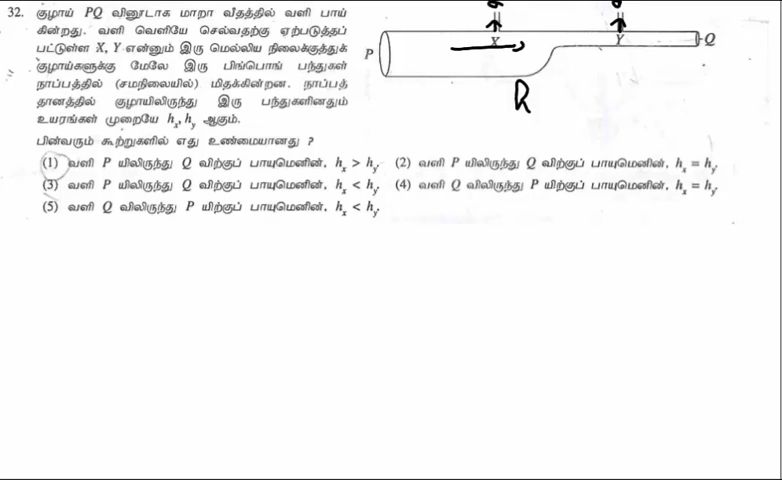 32. குழாய் PQ வினூடாக மாறா வீதத்தில் வளி பாய்
கின்றது. வளி வெளியே செல்வதற்கு ஏற்படுத்தப்
பட்டுள்ள X, Y என்னும் இரு மெல்லிய நிலைக்குத்துக்
குழாய்களுக்கு மேலே இரு பிங்பொங் பந்துகள்
நாப்பத்தில் (சமநிலையில்) மிதக்கின்றன. நாப்பத்
தானத்தில் குழாயிலிருந்து இரு பந்துகளினதும்
உயரங்கள் முறையே hx, hy ஆகும்.
P X Y Q
R
பின்வரும் கூற்றுகளில் எது உண்மையானது ?
(1) வளி P யிலிருந்து Q விற்குப் பாயுமெனின், hx > hy. (2) வளி P யிலிருந்து Q விற்குப் பாயுமெனின், hx = hy.
(3) வளி P யிலிருந்து Q விற்குப் பாயுமெனின், hx < hy. (4) வளி Q விலிருந்து P யிற்குப் பாயுமெனின், hx = hy.
(5) வளி Q விலிருந்து P யிற்குப் பாயுமெனின், hx < hy.